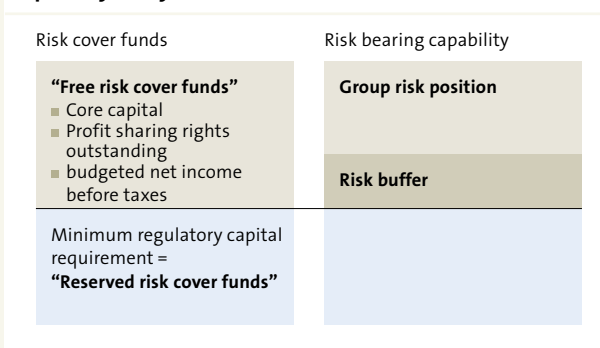 Risk cover funds
“Free risk cover funds”
Core capital
Profit sharing rights
outstanding
budgeted net income
before taxes
Minimum regulatory capital
requirement =
“Reserved risk cover funds”
Risk bearing capability
Group risk position
Risk buffer